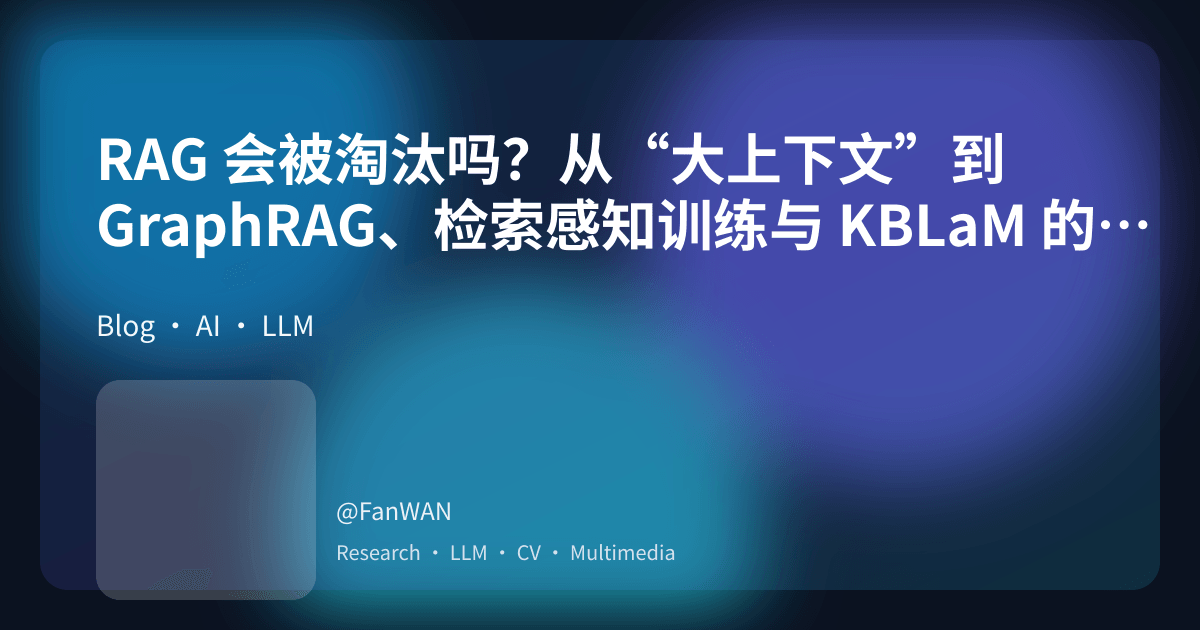 RAG 会被淘汰吗？从“大上下文”到
GraphRAG、检索感知训练与 KBLaM 的…
Blog · AI · LLM
@FanWAN
Research · LLM · CV · Multimedia